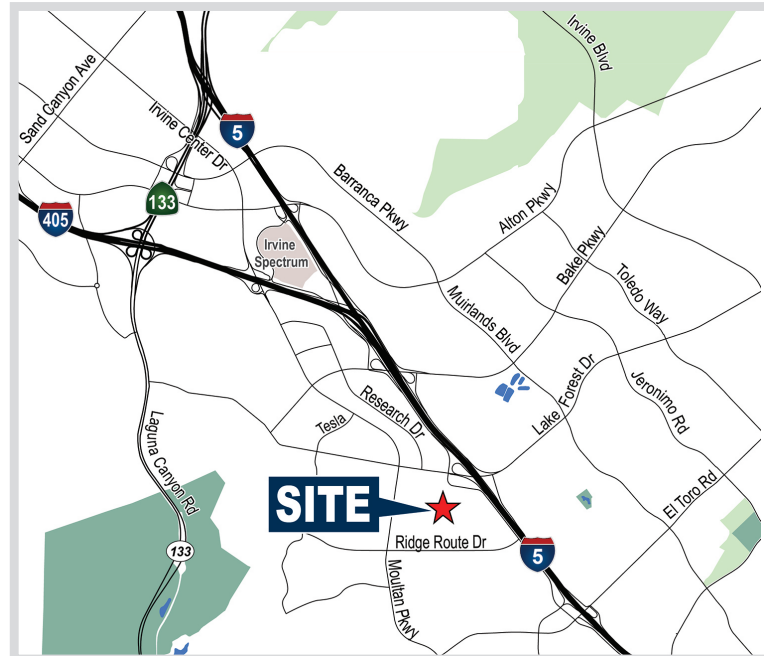 Irvine Blvd
Sand Canyon Ave
Irvine Center Dr
5
Barranca Pkwy
133
405
Alton Pkwy
Irvine
Spectrum
Bake Pkwy
Toledo Way
Muirlands Blvd
Lake Forest Dr
Jeronimo Rd
Research Dr
Tesla
Laguna Canyon Rd
El Toro Rd
SITE
Ridge Route Dr
133
5
Moultan Pkwy